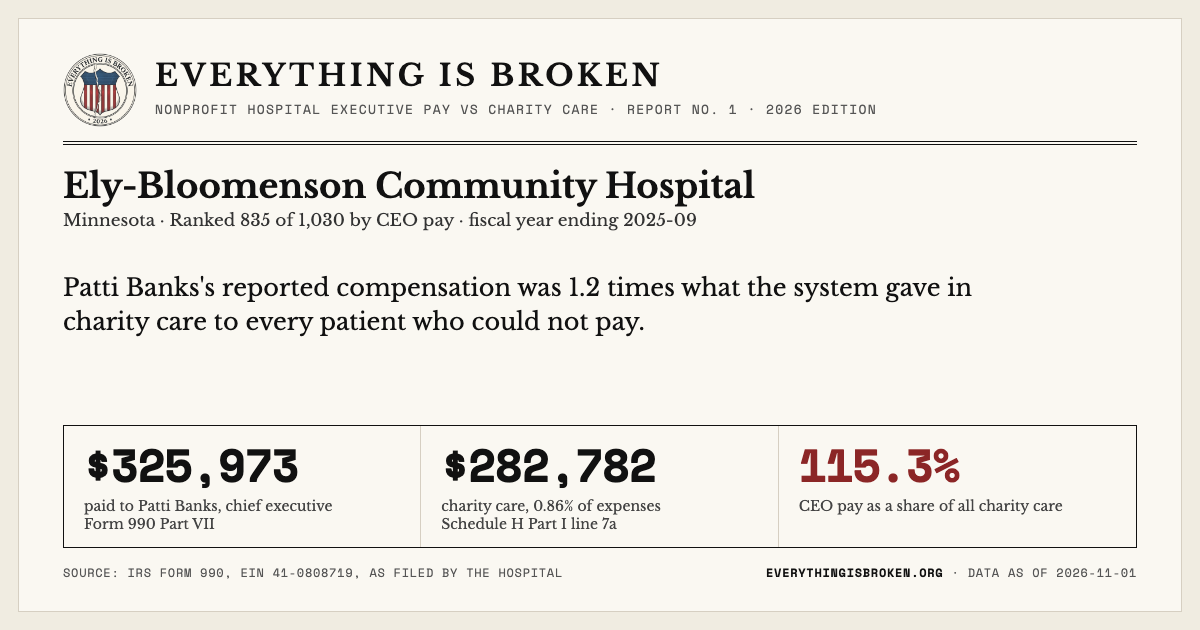 EVERYTHING IS BROKEN
2026
EVERYTHING IS BROKEN
NONPROFIT HOSPITAL EXECUTIVE PAY VS CHARITY CARE · REPORT NO. 1 · 2026 EDITION
Ely-Bloomenson Community Hospital
Minnesota · Ranked 835 of 1,030 by CEO pay · fiscal year ending 2025-09
Patti Banks's reported compensation was 1.2 times what the system gave in
charity care to every patient who could not pay.
$325,973
paid to Patti Banks, chief executive
Form 990 Part VII
$282,782
charity care, 0.86% of expenses
Schedule H Part I line 7a
115.3%
CEO pay as a share of all charity care
SOURCE: IRS FORM 990, EIN 41-0808719, AS FILED BY THE HOSPITAL
EVERYTHINGISBROKEN.ORG · DATA AS OF 2026-11-01